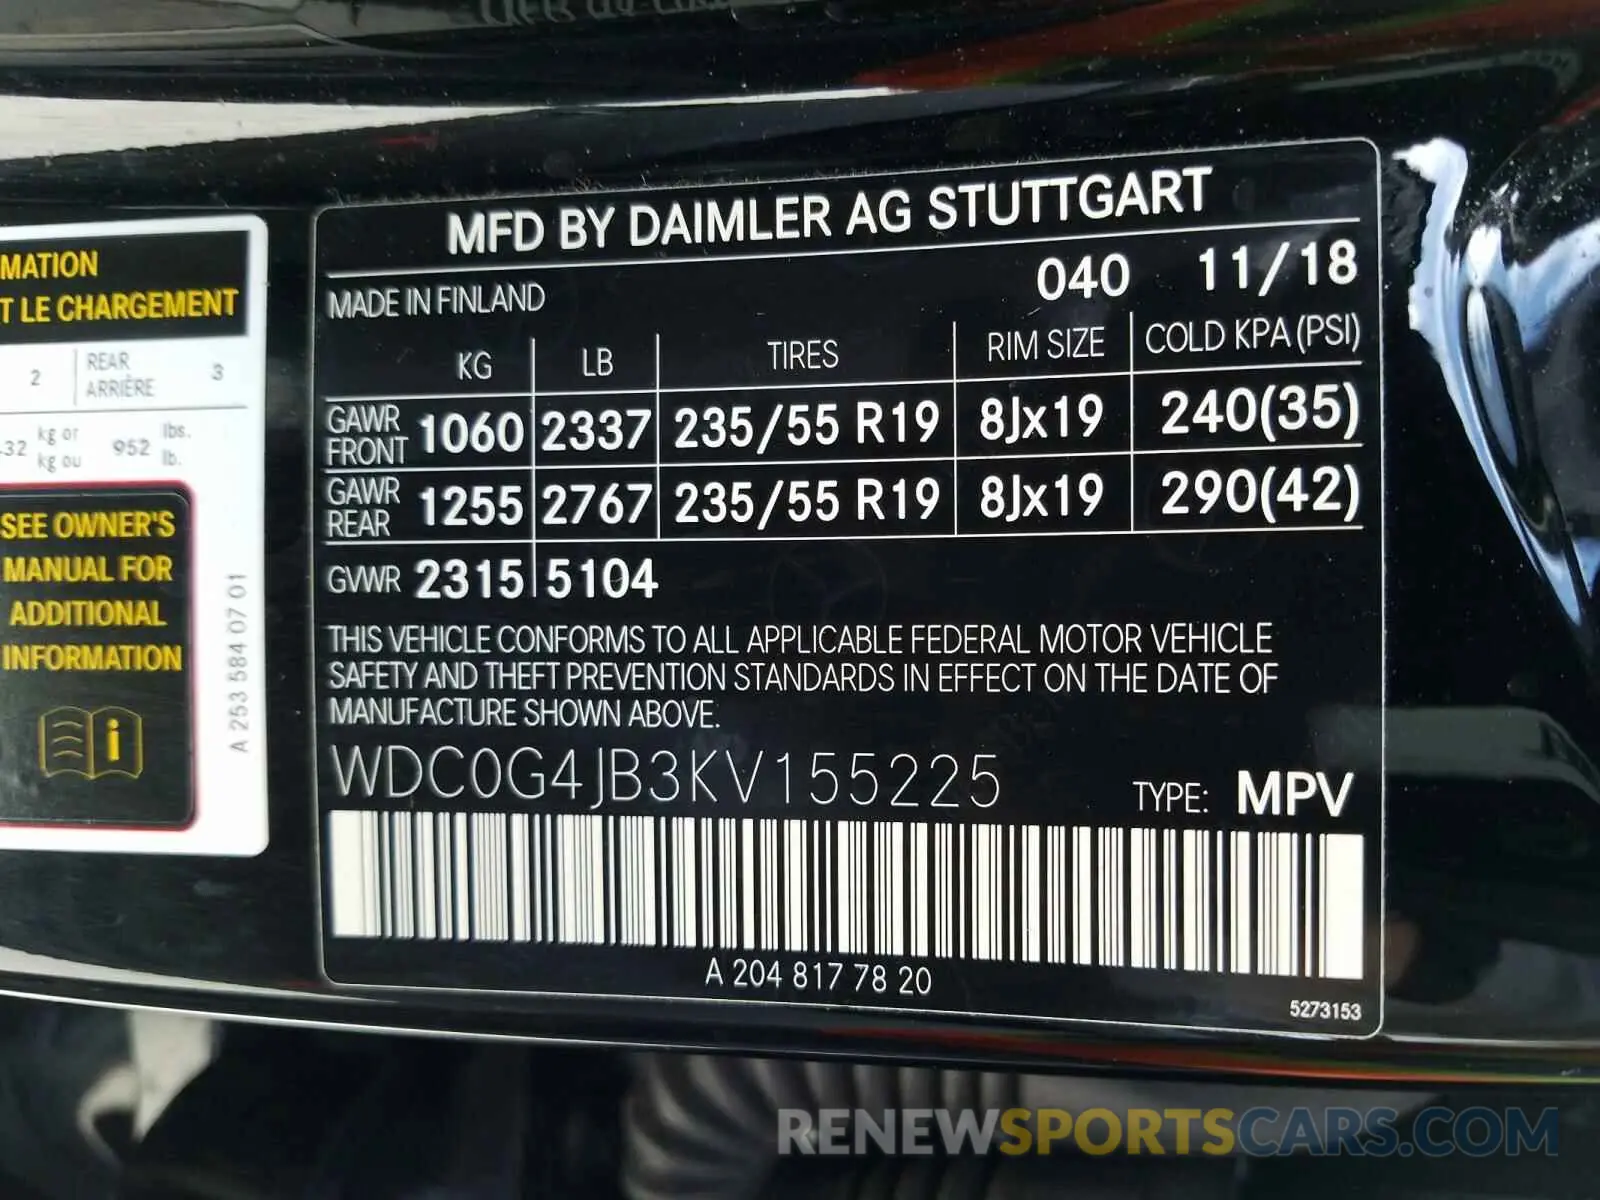 MFD BY DAIMLER AG STUTTGART
MADE IN FINLAND 040 11/18
KG LB TIRES RIM SIZE COLD KPA (PSI)
GAWR FRONT 1060 2337 235/55 R19 8Jx19 240(35)
GAWR REAR 1255 2767 235/55 R19 8Jx19 290(42)
GVWR 2315 5104
THIS VEHICLE CONFORMS TO ALL APPLICABLE FEDERAL MOTOR VEHICLE
SAFETY AND THEFT PREVENTION STANDARDS IN EFFECT ON THE DATE OF
MANUFACTURE SHOWN ABOVE.
WDC0G4JB3KV155225 TYPE: MPV
A 204 817 78 20
5273153
MATION
T LE CHARGEMENT
2 REAR 3
ARRIÈRE
32 kg or 952 lbs.
kg ou lb.
SEE OWNER'S
MANUAL FOR
ADDITIONAL
INFORMATION
A 253 584 07 01
RENEWSPORTSCARS.COM